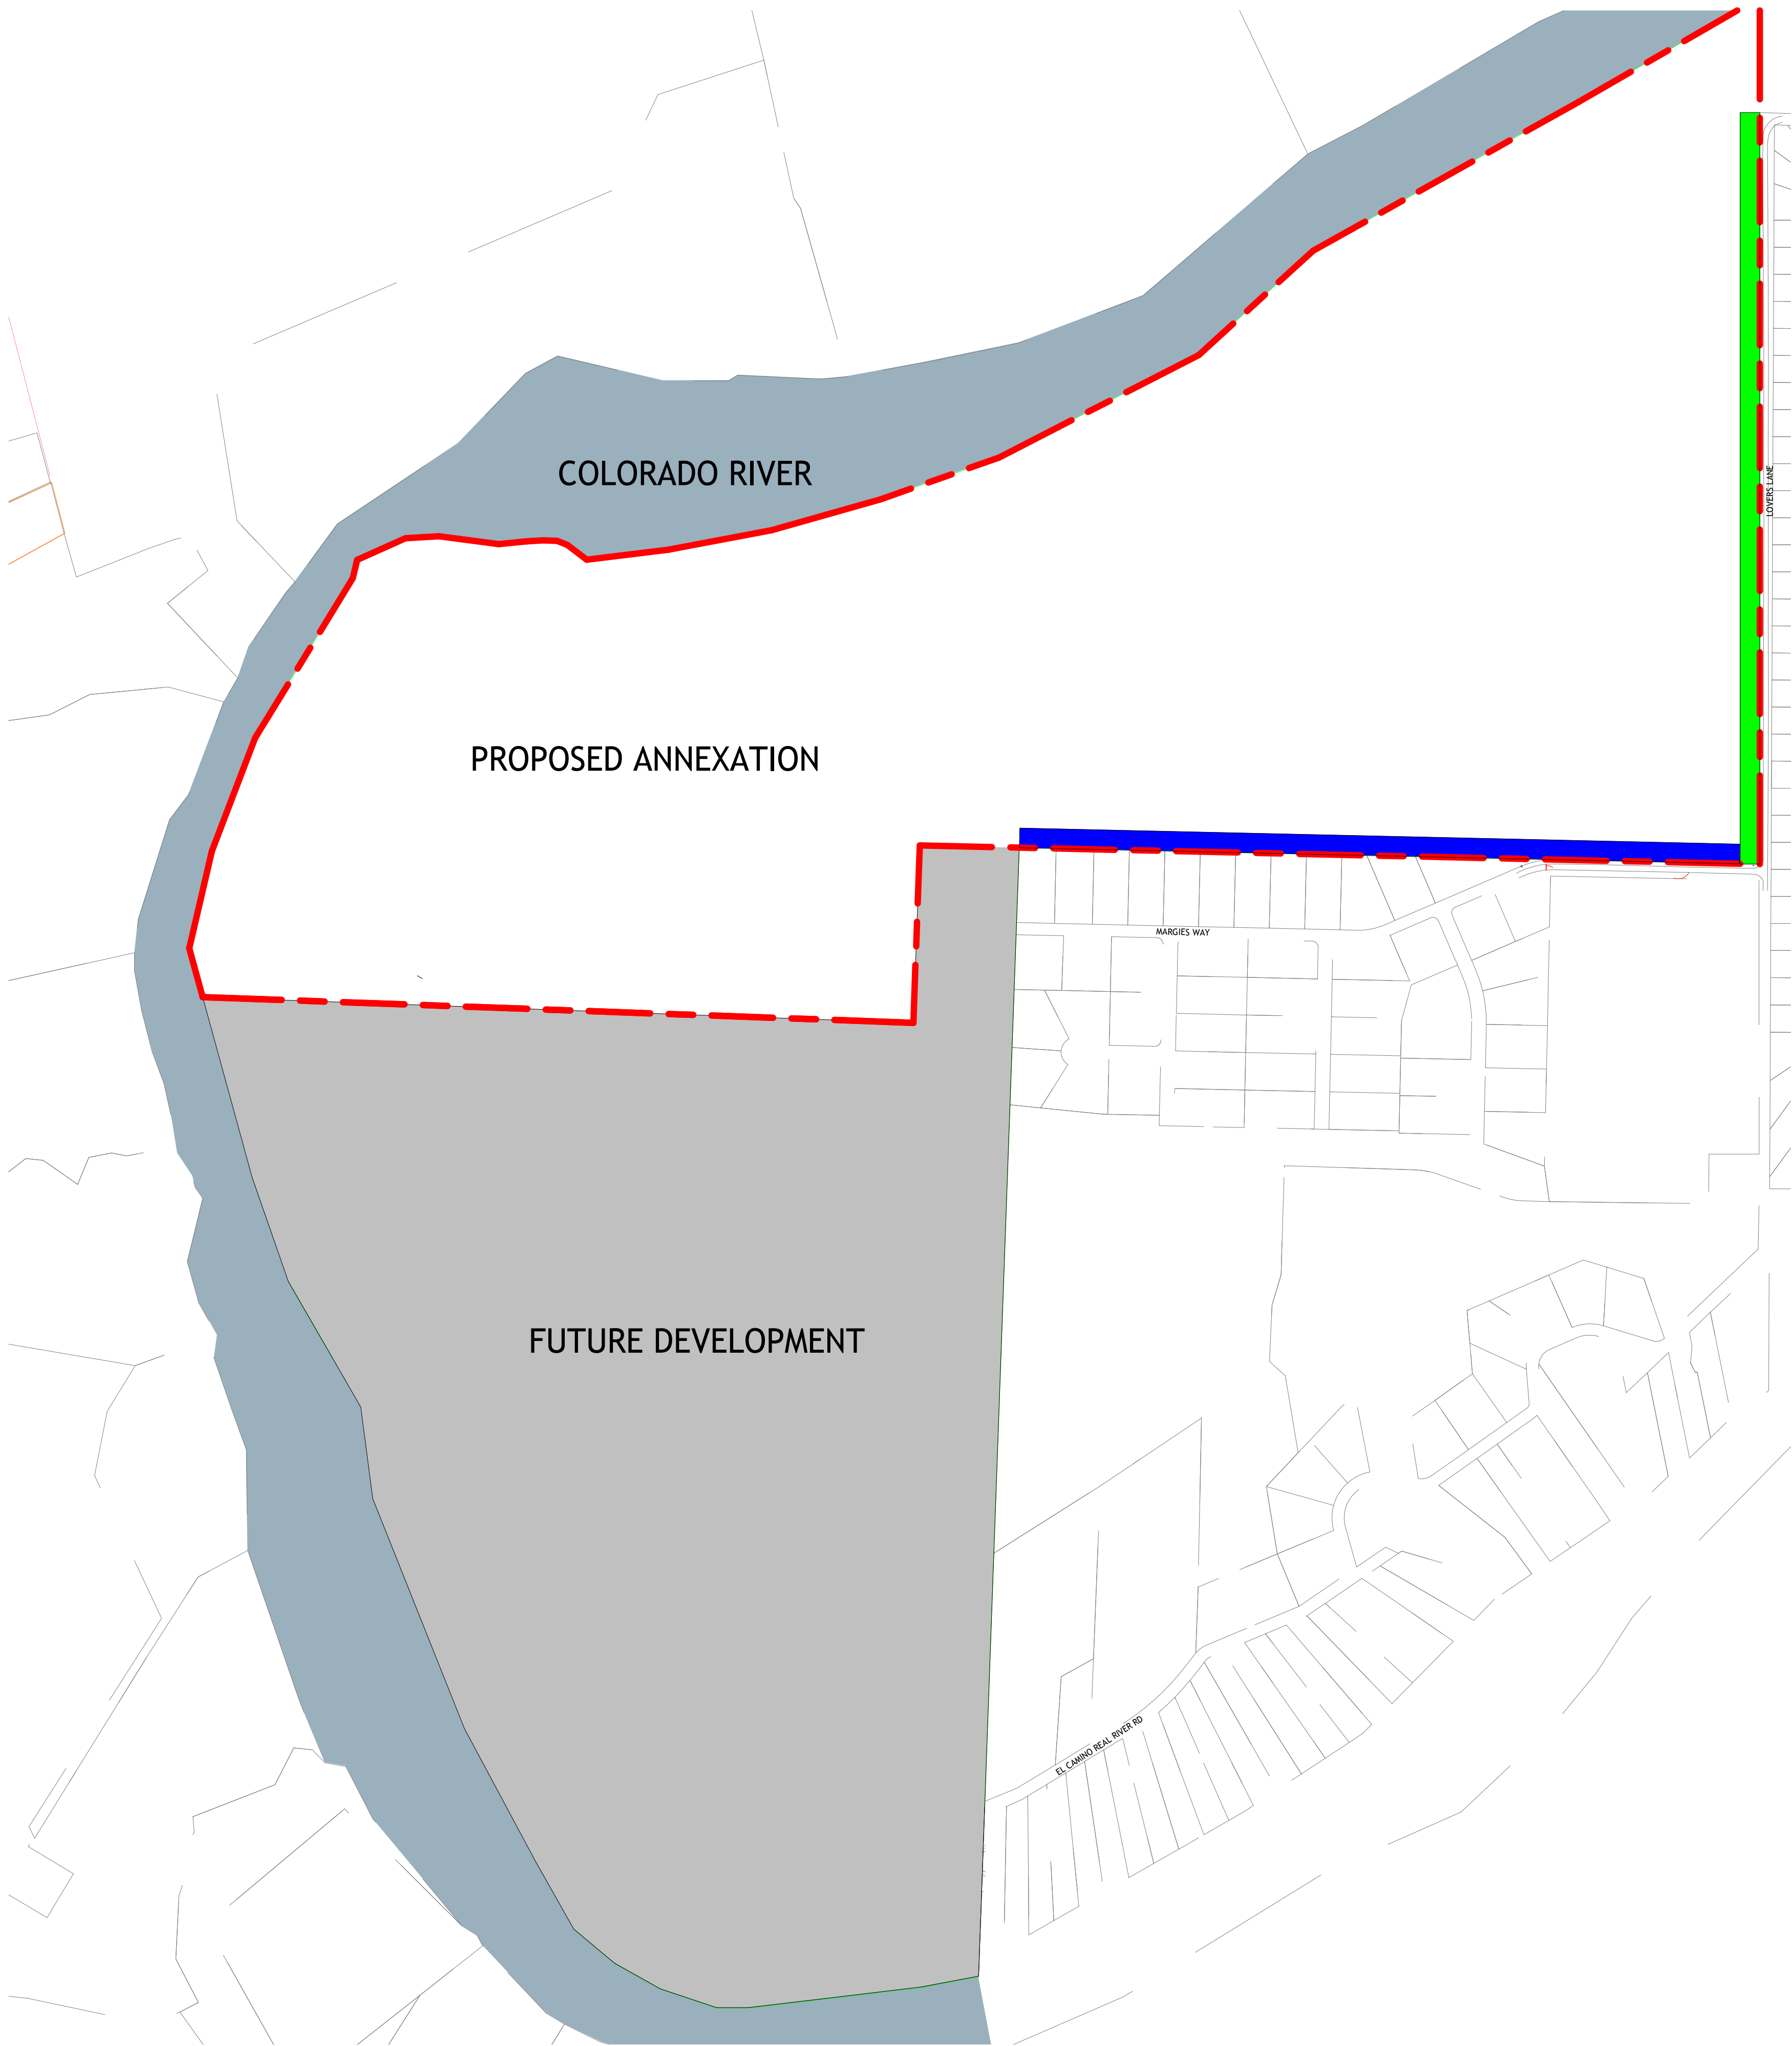 COLORADO RIVER
LOVERS LANE
PROPOSED ANNEXATION
MARGIES WAY
FUTURE DEVELOPMENT
EL CAMINO REAL RIVER RD